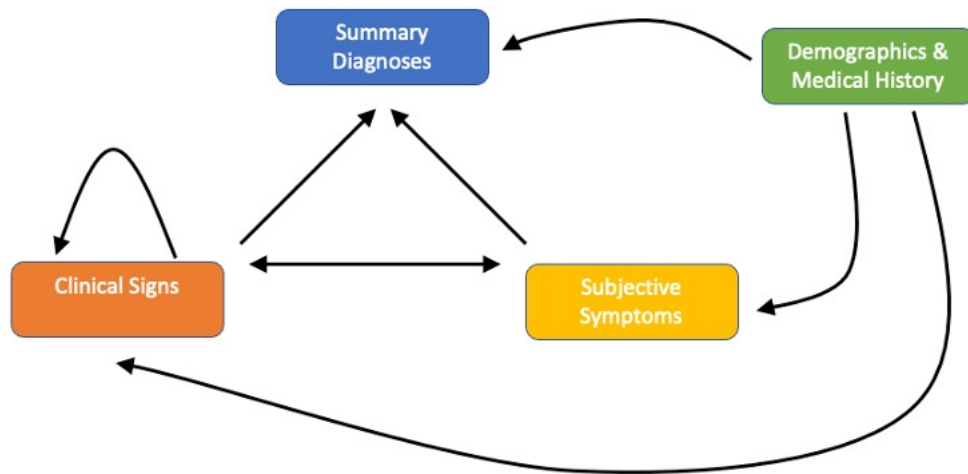 Summary
Diagnoses
Demographics &
Medical History
Clinical Signs
Subjective
Symptoms